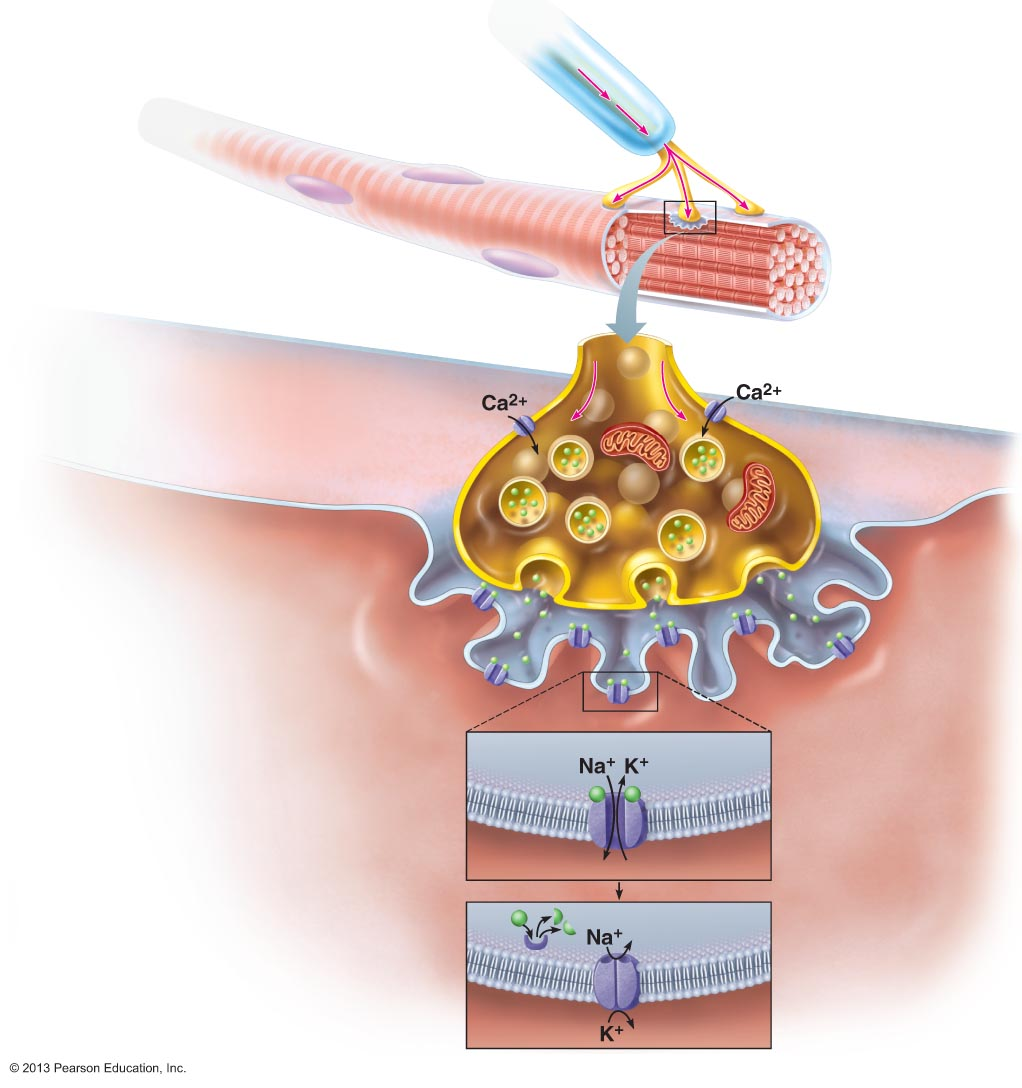 Ca2+
Ca2+
Na+ K+
Na+
K+
© 2013 Pearson Education, Inc.